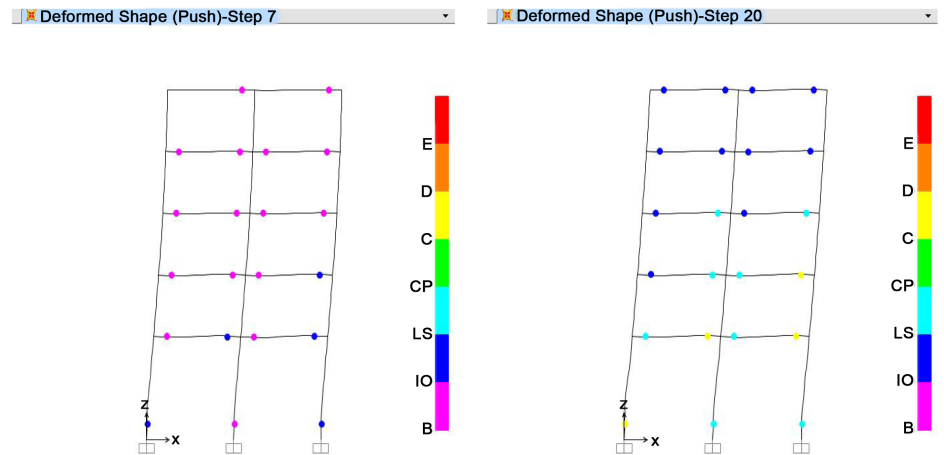 Deformed Shape (Push)-Step 7
E
D
C
CP
LS
IO
B
Z
X
Deformed Shape (Push)-Step 20
E
D
C
CP
LS
IO
B
Z
X